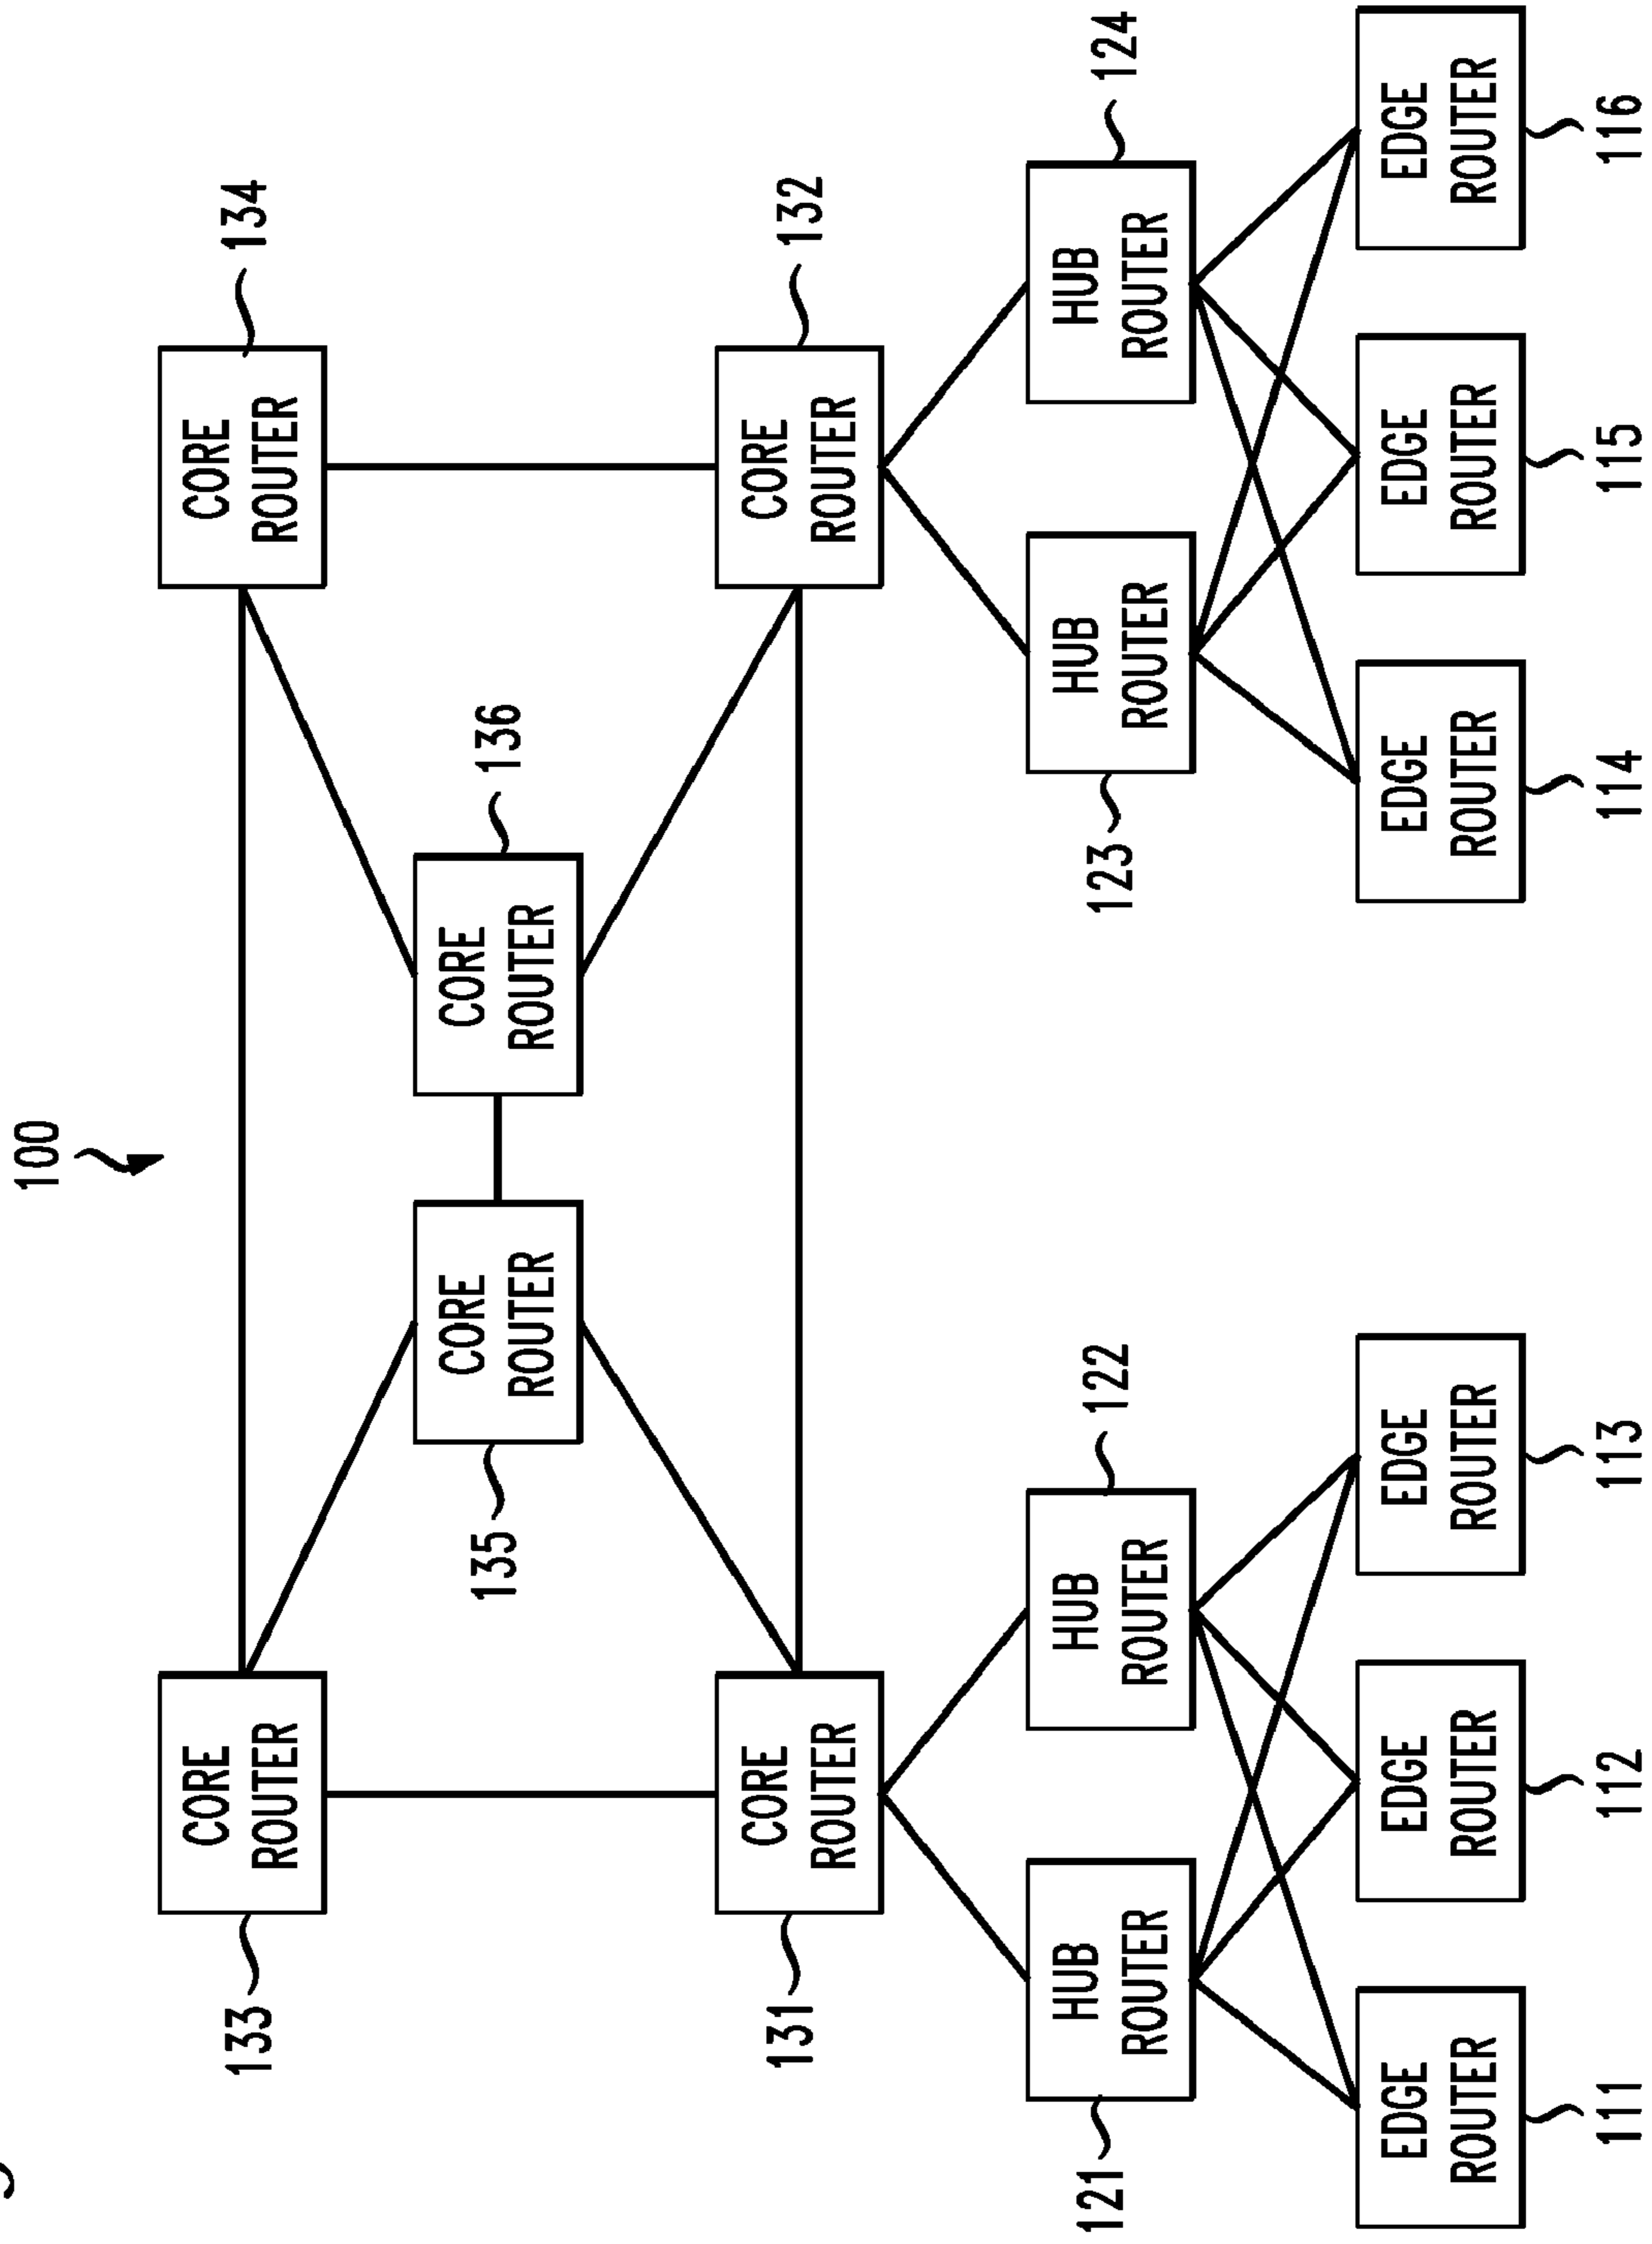 100
CORE
ROUTER
133
CORE
ROUTER
134
CORE
ROUTER
135
CORE
ROUTER
136
CORE
ROUTER
131
CORE
ROUTER
132
HUB
ROUTER
121
HUB
ROUTER
122
HUB
ROUTER
123
HUB
ROUTER
124
EDGE
ROUTER
111
EDGE
ROUTER
112
EDGE
ROUTER
113
EDGE
ROUTER
114
EDGE
ROUTER
115
EDGE
ROUTER
116